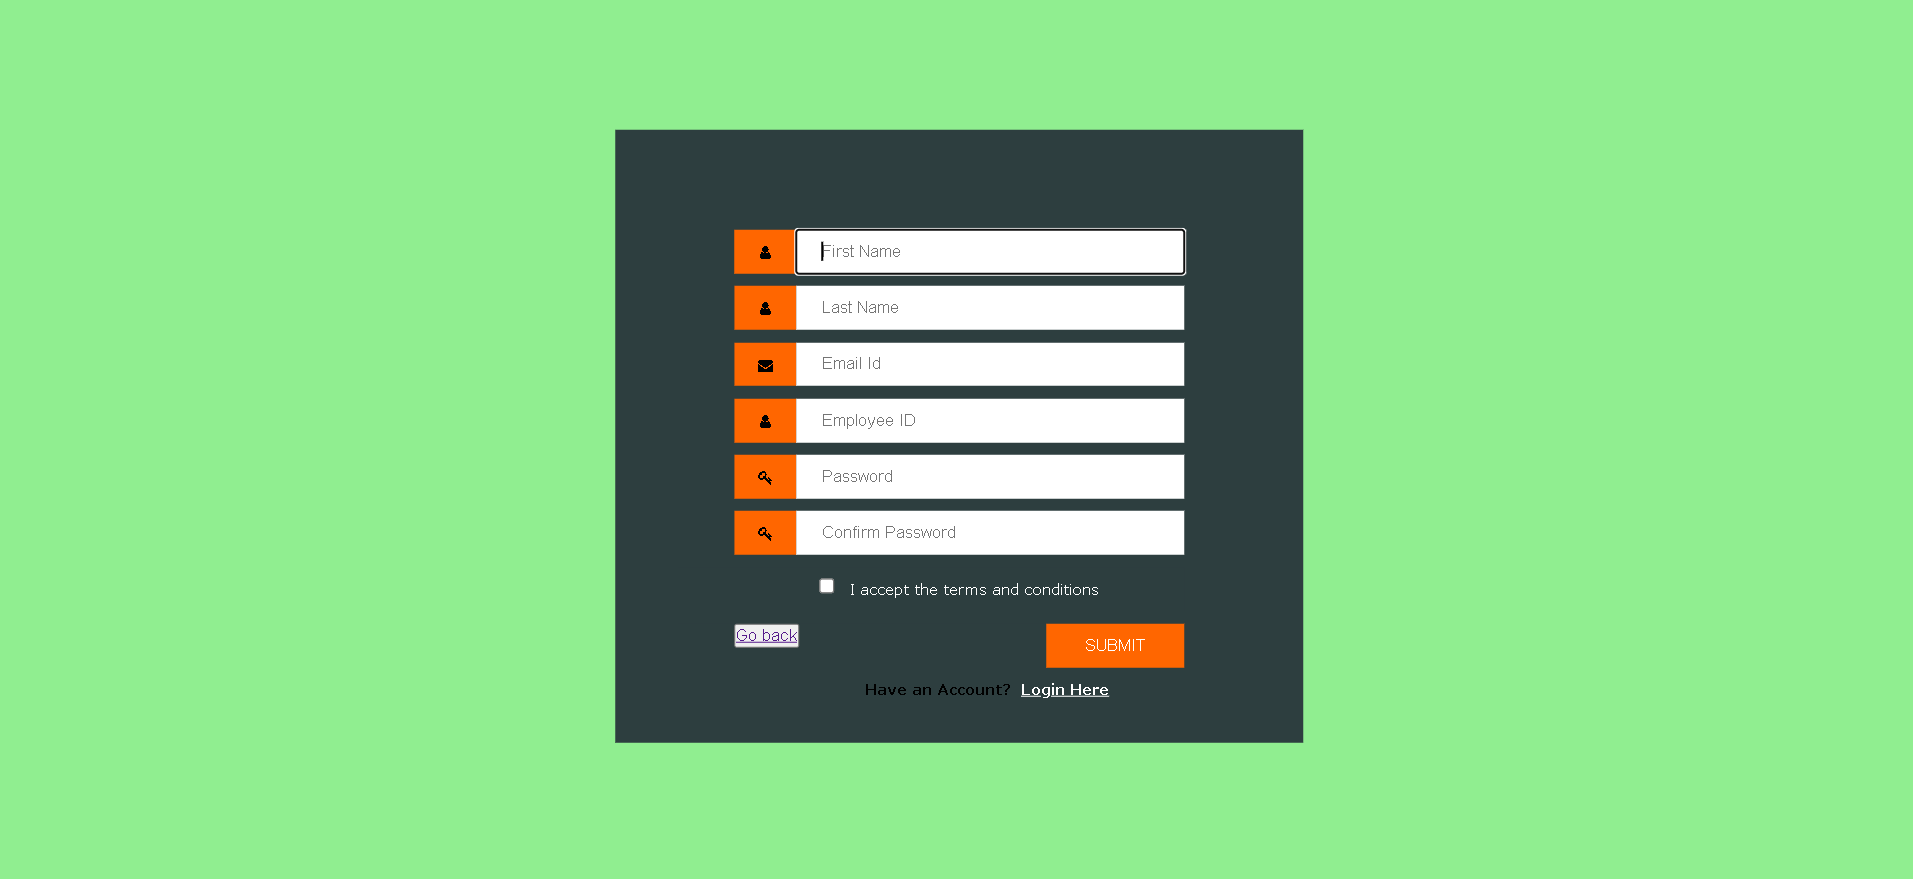 First Name
Last Name
Email Id
Employee ID
Password
Confirm Password
I accept the terms and conditions
Go back
SUBMIT
Have an Account? Login Here